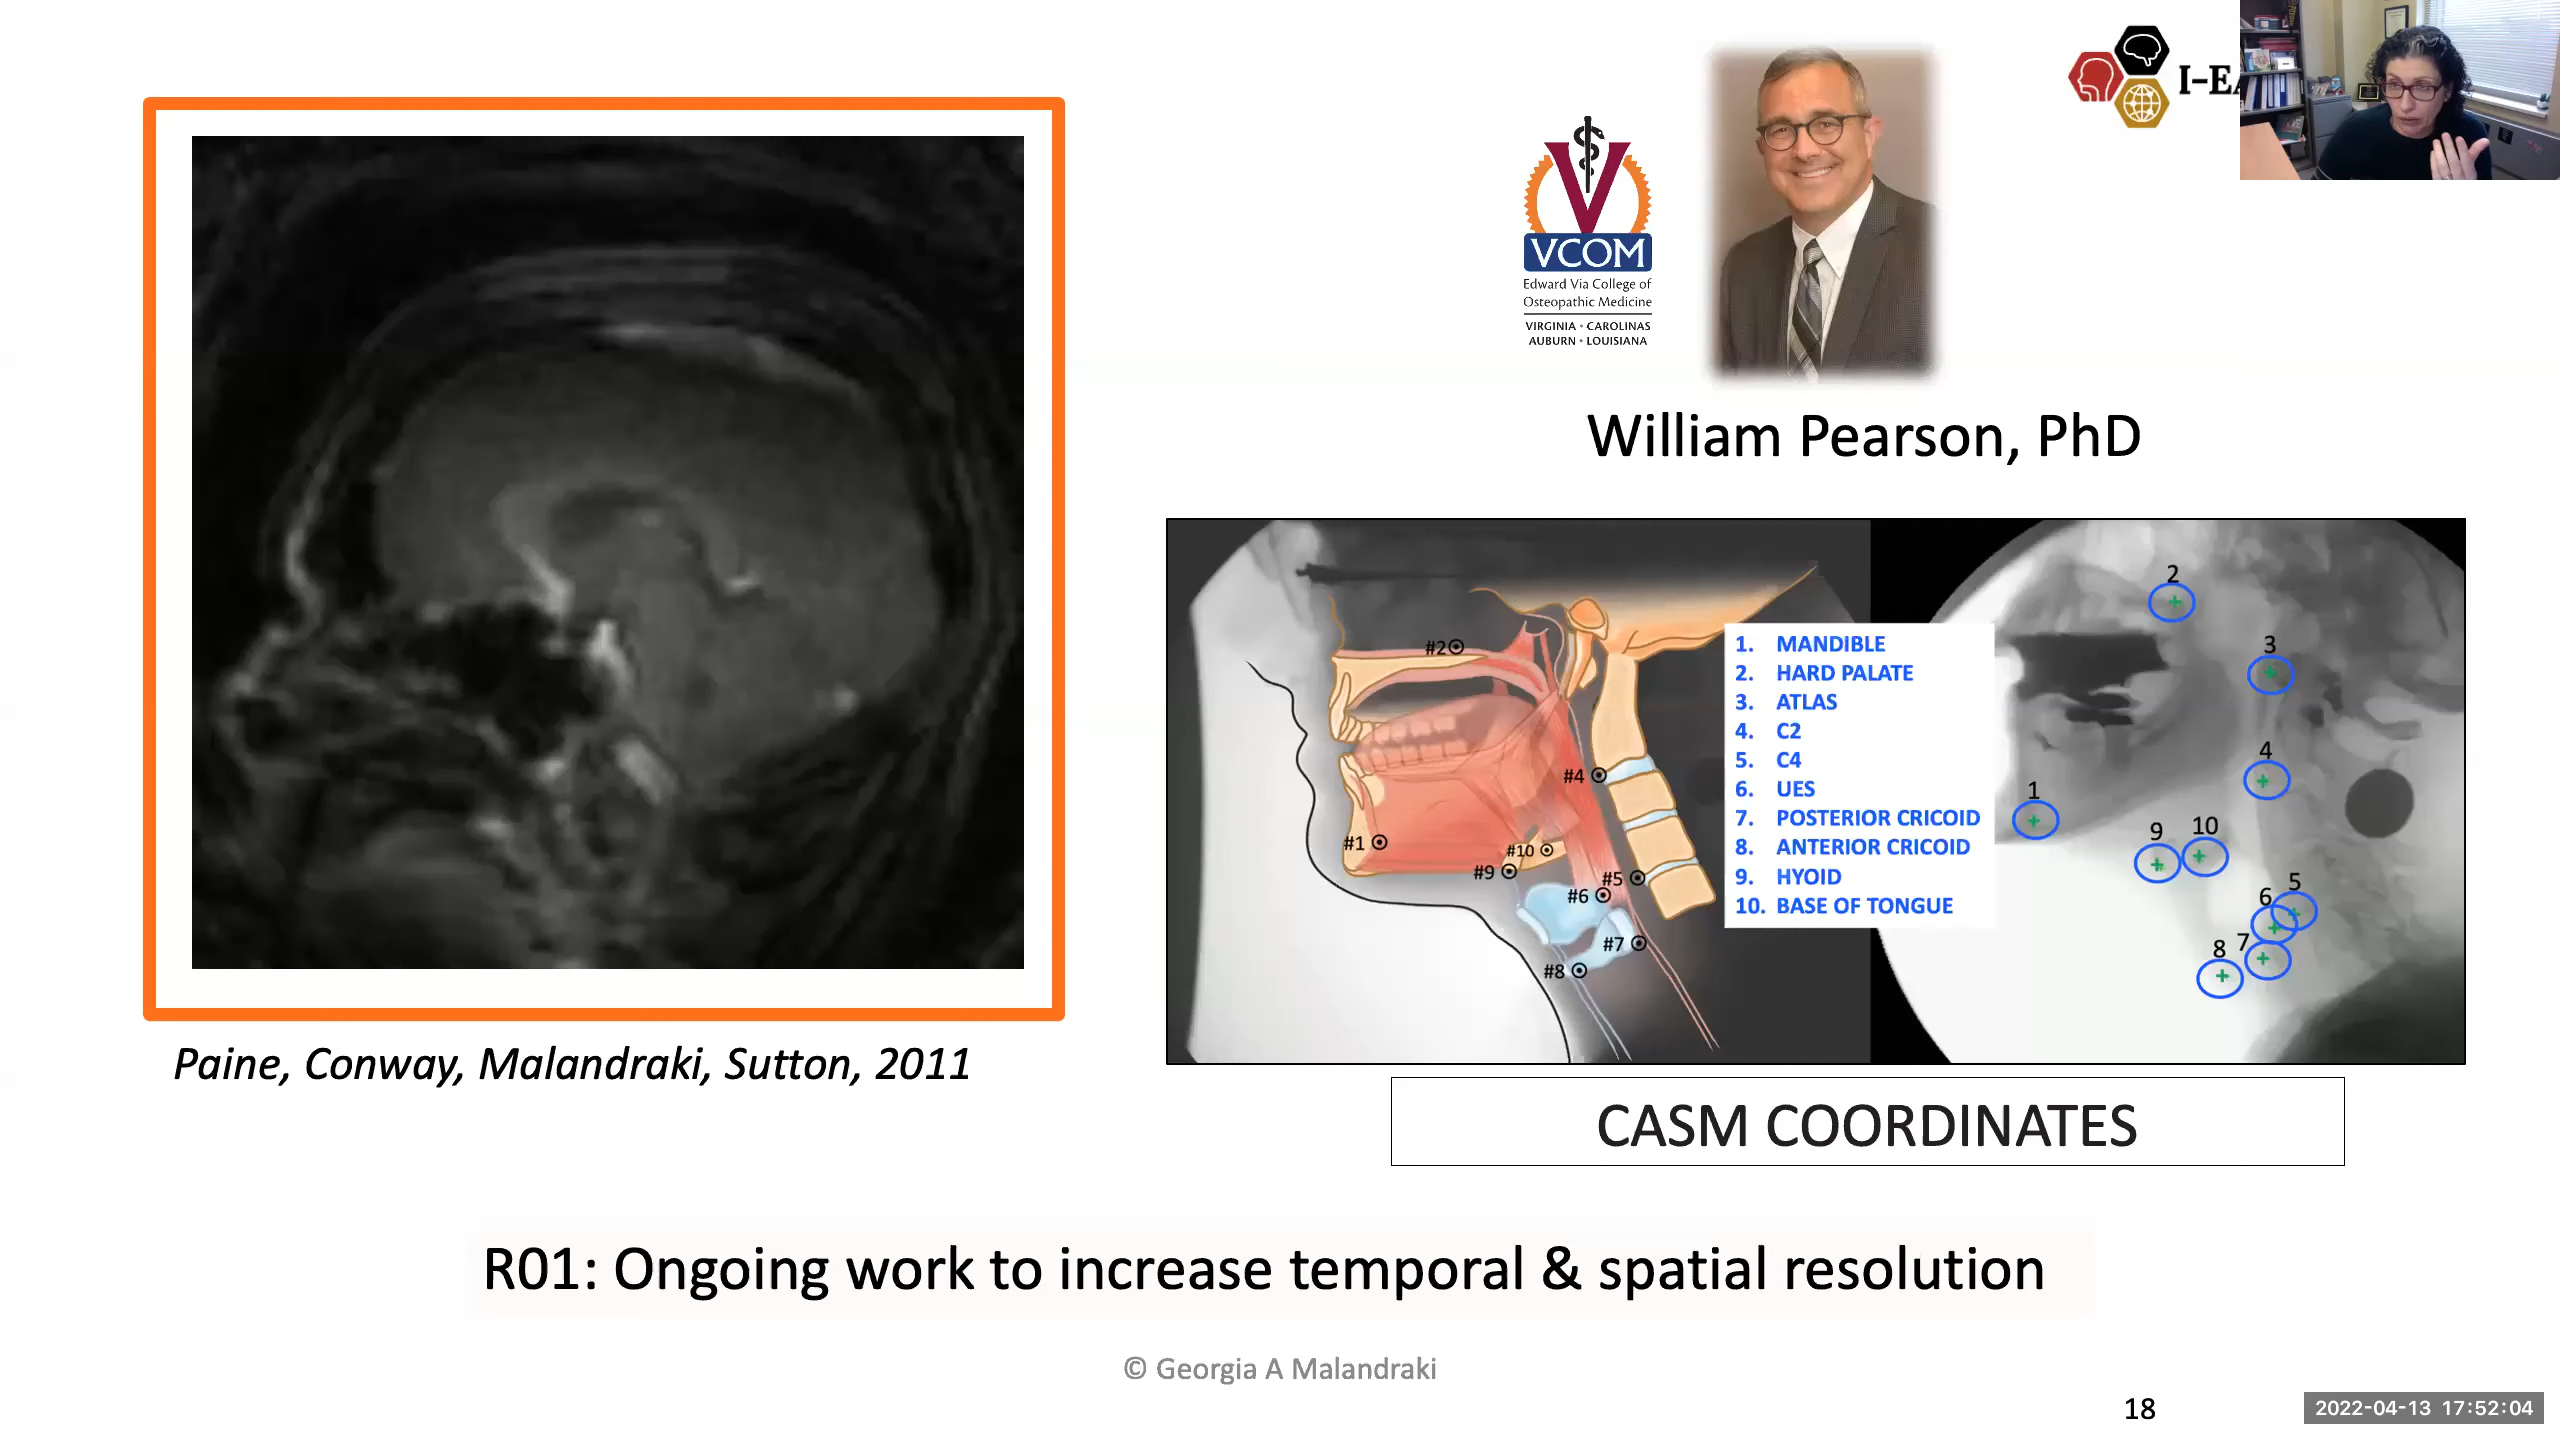 I-EA
VCOM
Edward Via College of
Osteopathic Medicine
VIRGINIA • CAROLINAS
AUBURN • LOUISIANA
William Pearson, PhD
#2
#4
#1
#10
#9
#5
#6
#7
#8
1. MANDIBLE
2. HARD PALATE
3. ATLAS
4. C2
5. C4
6. UES
7. POSTERIOR CRICOID
8. ANTERIOR CRICOID
9. HYOID
10. BASE OF TONGUE
2
3
4
1
9 10
5
6
7
8
Paine, Conway, Malandraki, Sutton, 2011
CASM COORDINATES
R01: Ongoing work to increase temporal & spatial resolution
© Georgia A Malandraki
18
2022-04-13 17:52:04